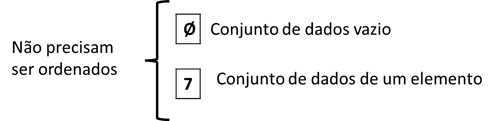 Não precisam
ser ordenados
Ø Conjunto de dados vazio
7 Conjunto de dados de um elemento